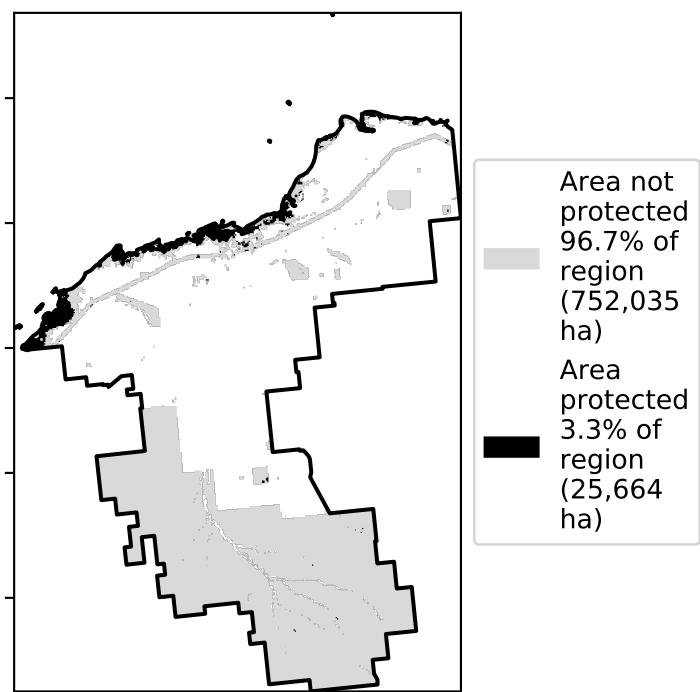 Area not
protected
96.7% of
region
(752,035
ha)
Area
protected
3.3% of
region
(25,664
ha)